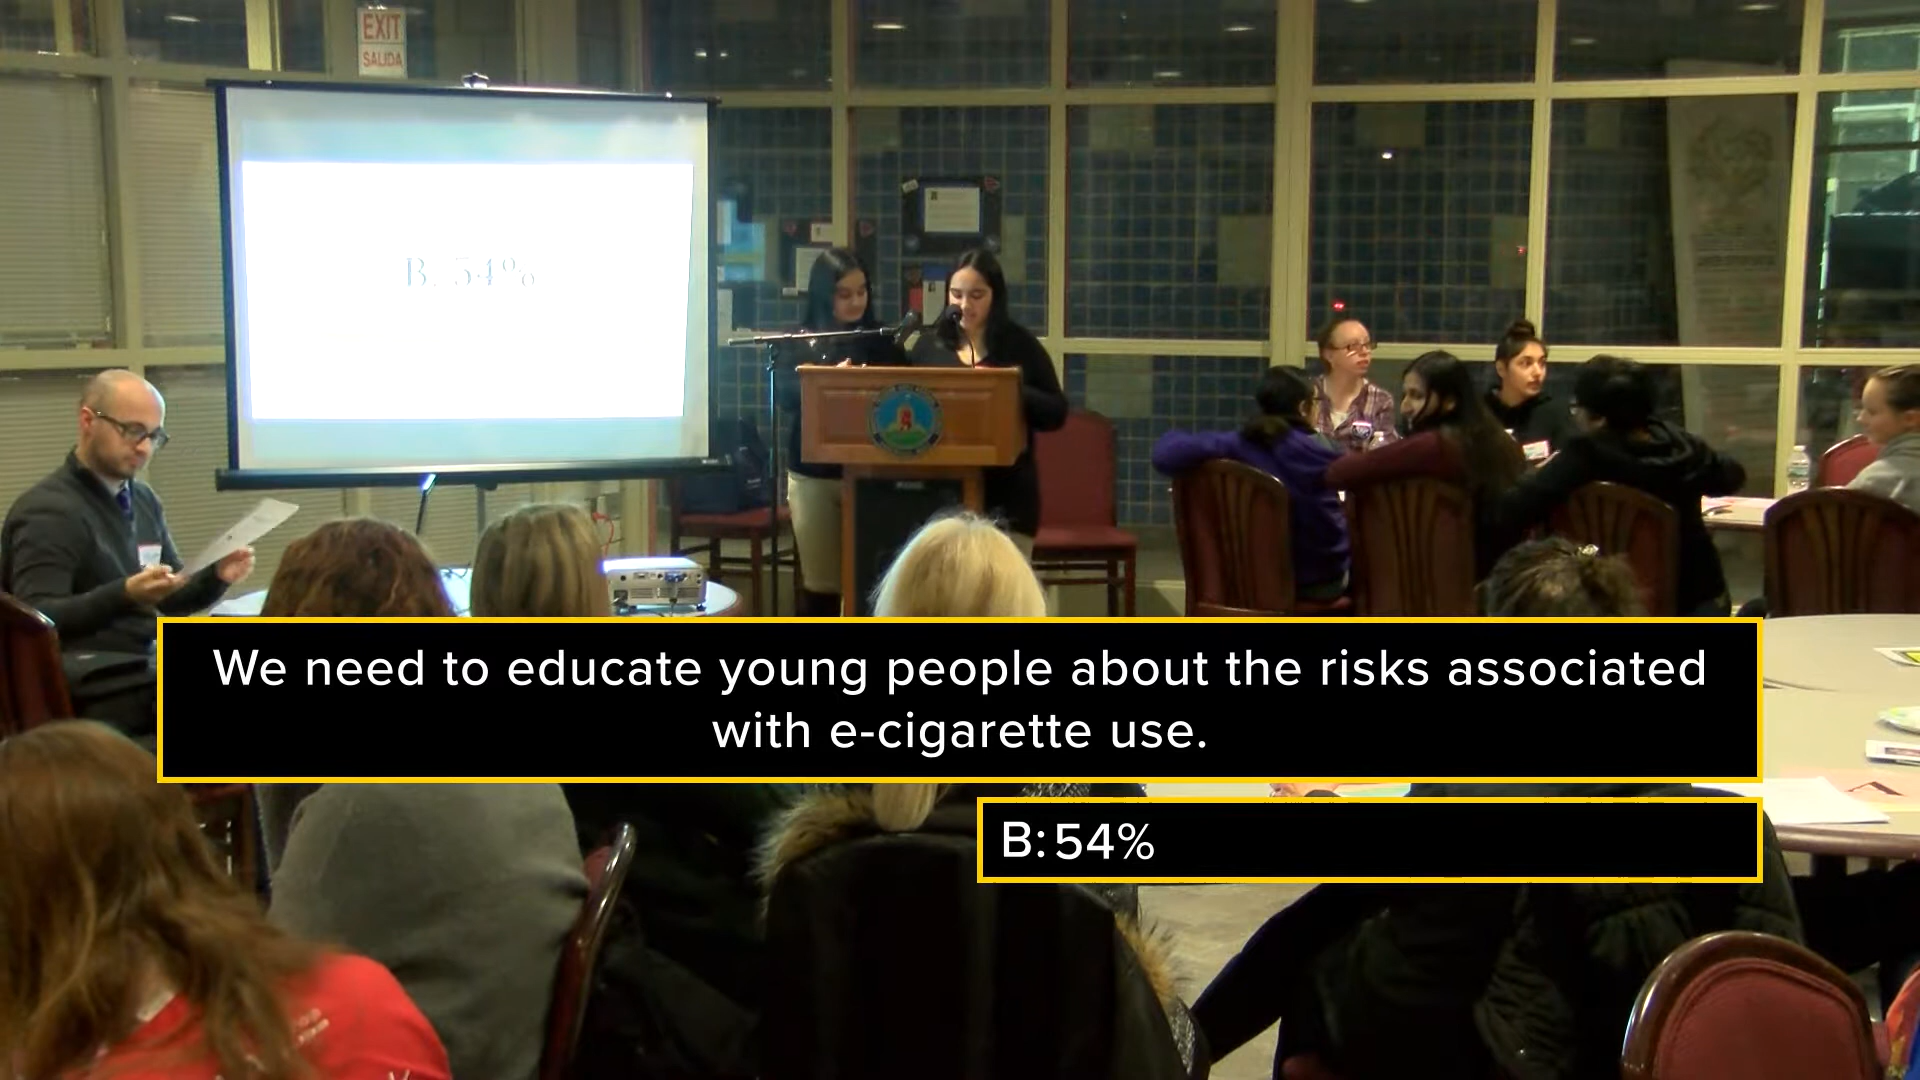 EXIT
SALIDA
B: 54%
We need to educate young people about the risks associated
with e-cigarette use.
B: 54%